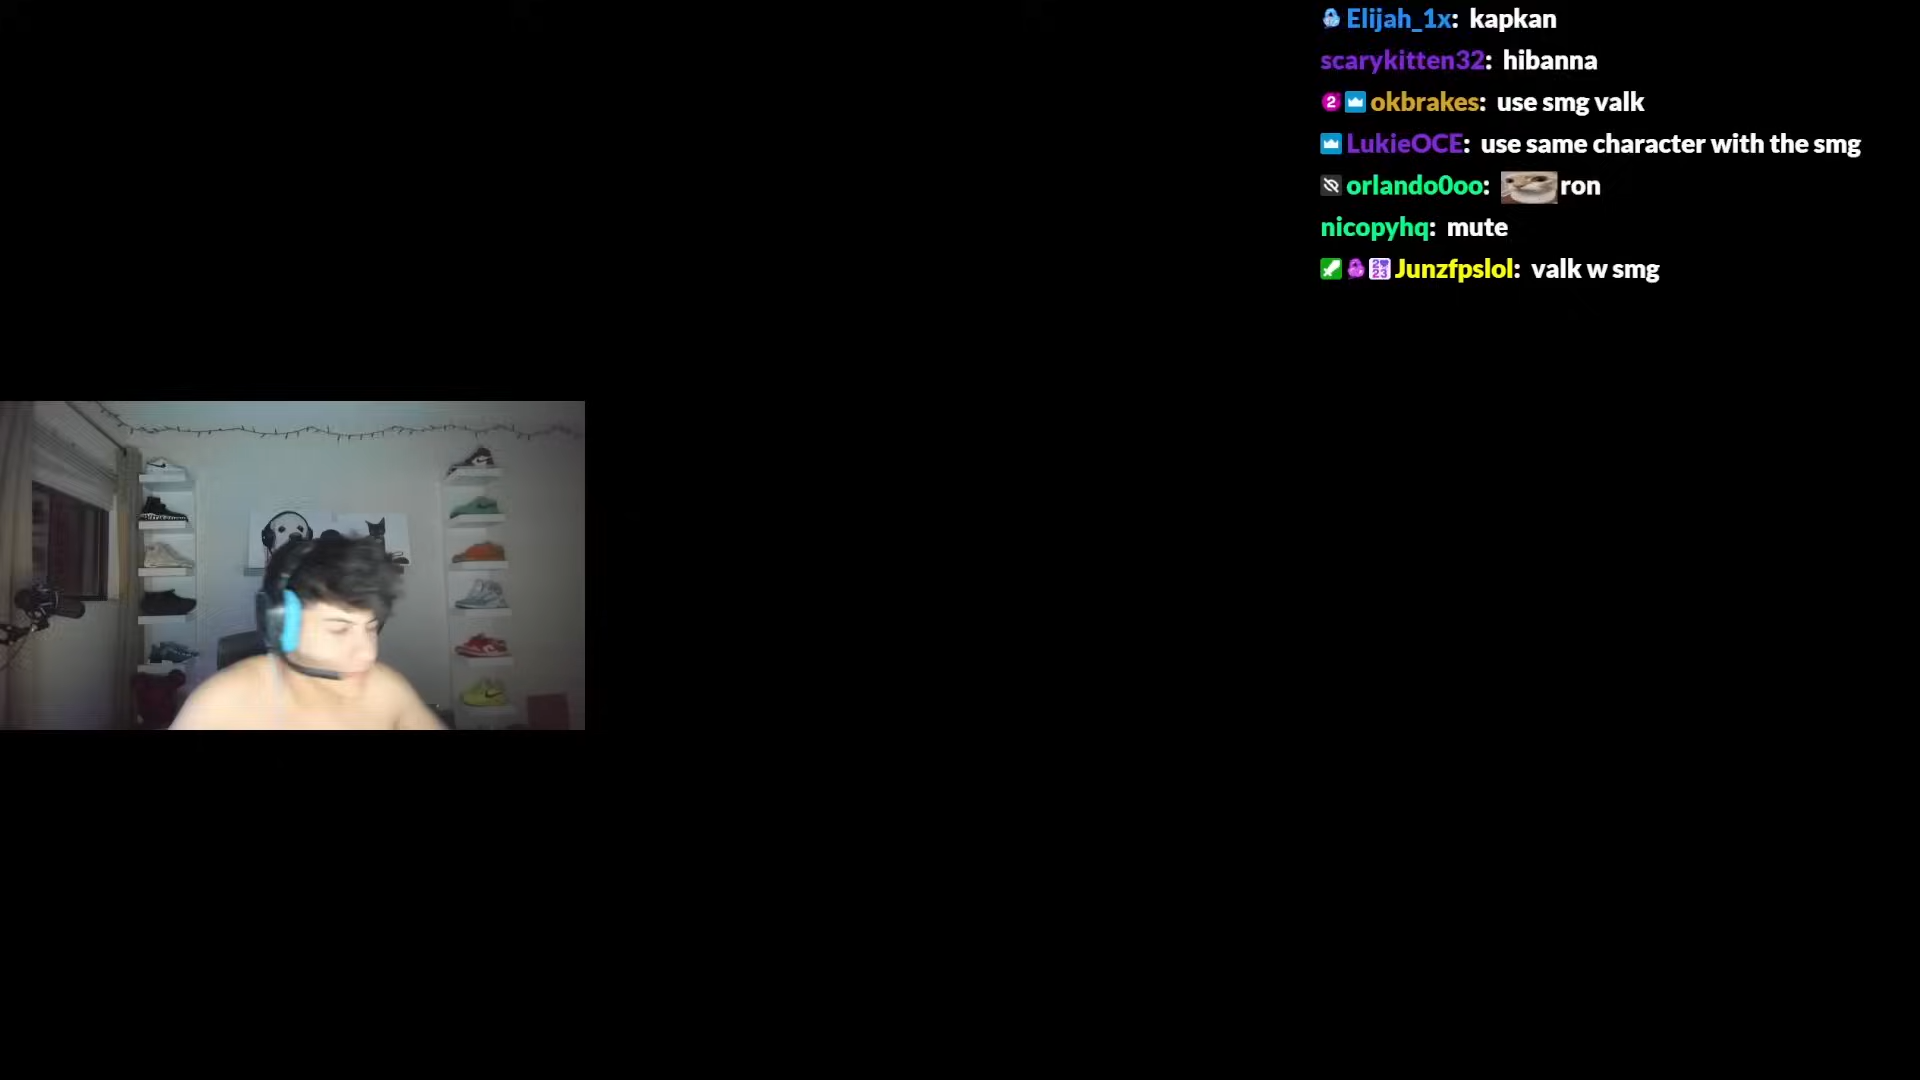 Elijah_1x: kapkan
scarykitten32: hibanna
2 okbrakes: use smg valk
LukieOCE: use same character with the smg
orlando0oo: ron
nicopyhq: mute
Junzfpslol: valk w smg